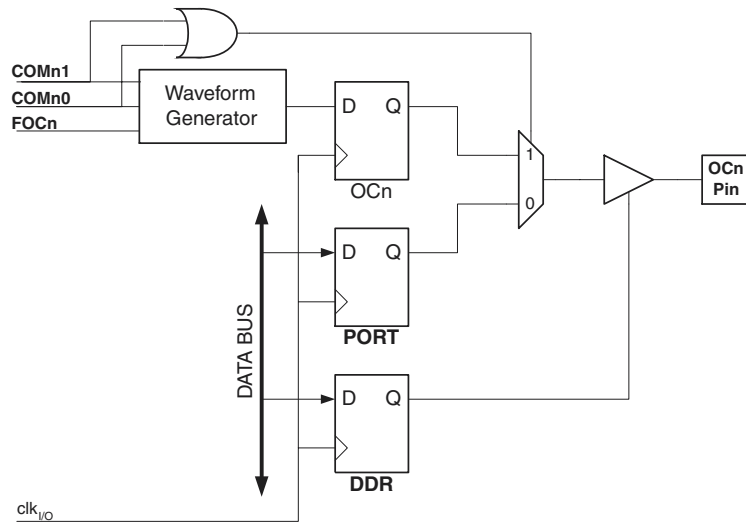 COMn1
COMn0
FOCn
Waveform
Generator
D Q
OCn
1
0
OCn
Pin
D Q
PORT
DATA BUS
D Q
DDR
clkI/O